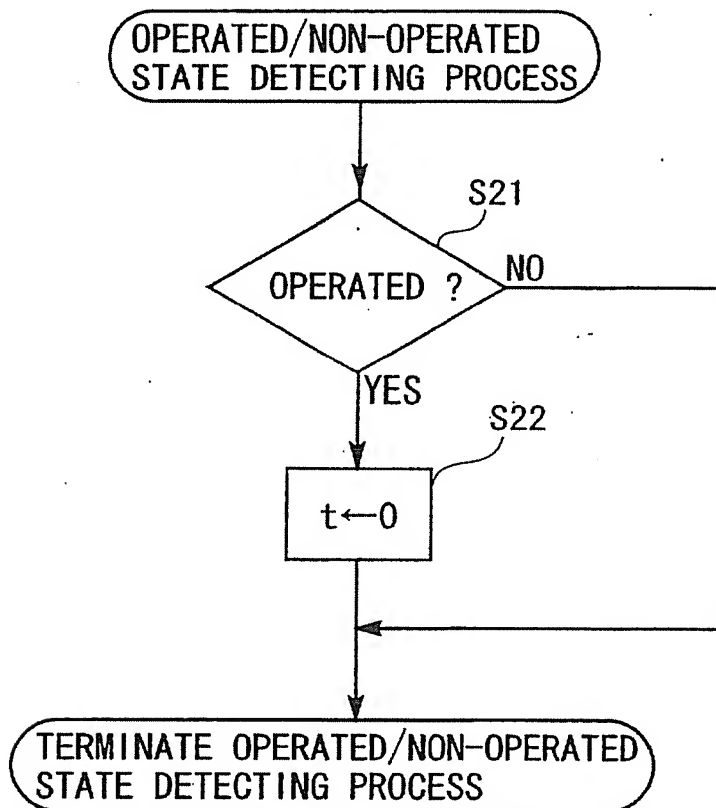 OPERATED/NON-OPERATED
STATE DETECTING PROCESS
S21
OPERATED ?
NO
YES
S22
t←0
TERMINATE OPERATED/NON-OPERATED
STATE DETECTING PROCESS